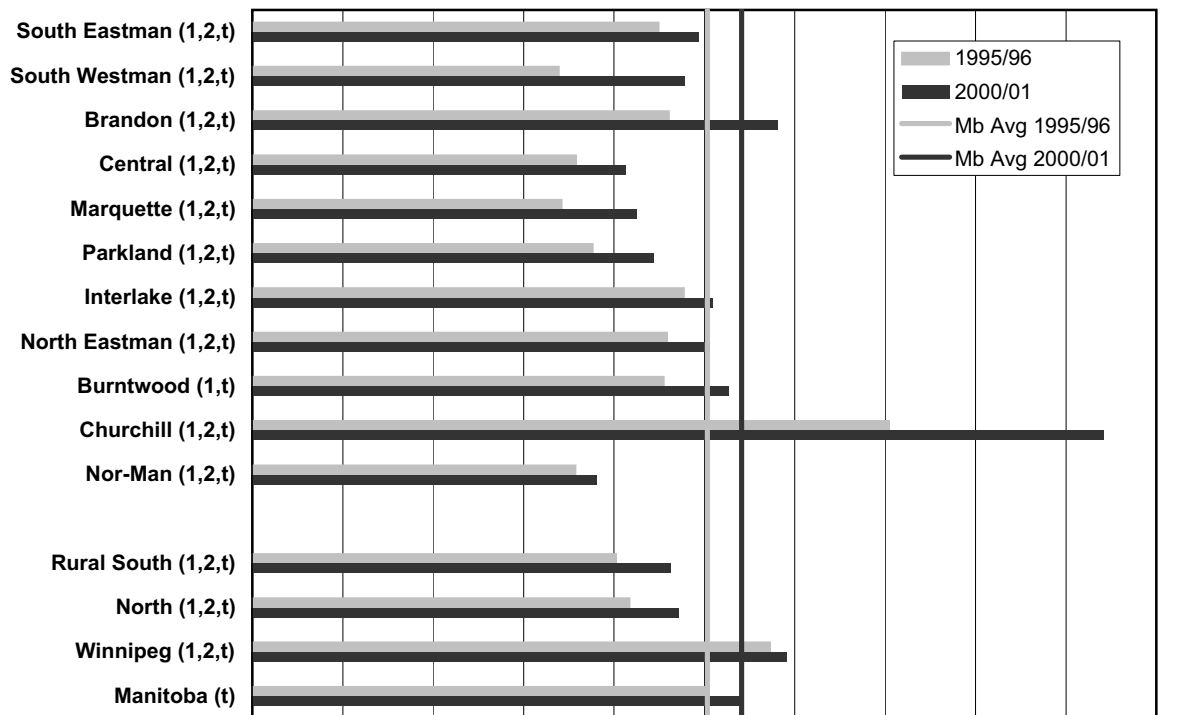 South Eastman (1,2,t)
South Westman (1,2,t)
Brandon (1,2,t)
Central (1,2,t)
Marquette (1,2,t)
Parkland (1,2,t)
Interlake (1,2,t)
North Eastman (1,2,t)
Burntwood (1,t)
Churchill (1,2,t)
Nor-Man (1,2,t)
Rural South (1,2,t)
North (1,2,t)
Winnipeg (1,2,t)
Manitoba (t)
1995/96
2000/01
Mb Avg 1995/96
Mb Avg 2000/01